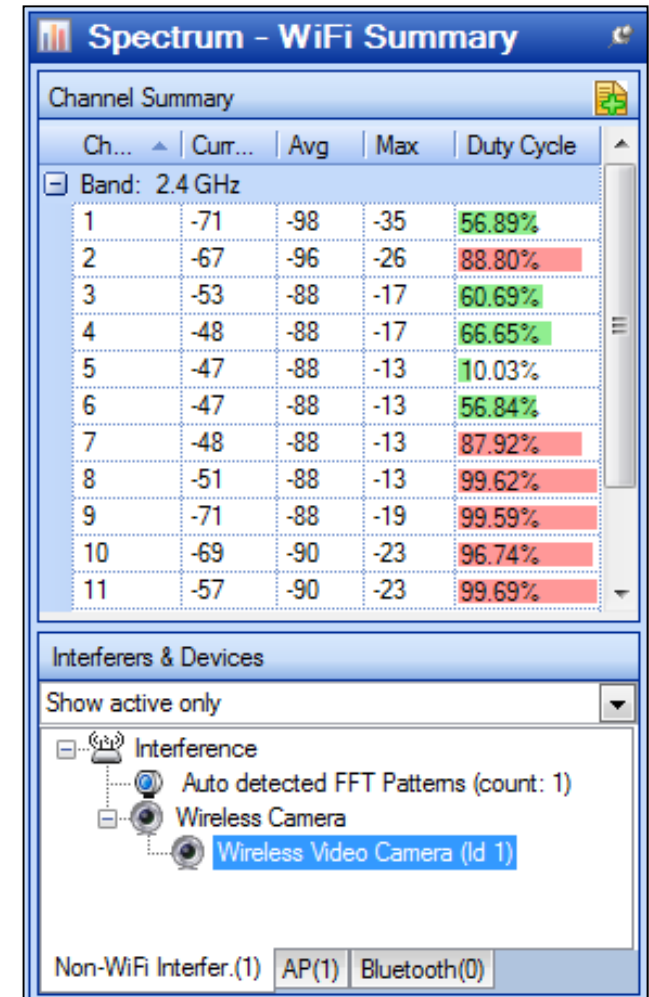 Spectrum - WiFi Summary
Channel Summary
Ch... Curr... Avg Max Duty Cycle
Band: 2.4 GHz
1 -71 -98 -35 56.89%
2 -67 -96 -26 88.80%
3 -53 -88 -17 60.69%
4 -48 -88 -17 66.65%
5 -47 -88 -13 10.03%
6 -47 -88 -13 56.84%
7 -48 -88 -13 87.92%
8 -51 -88 -13 99.62%
9 -71 -88 -19 99.59%
10 -69 -90 -23 96.74%
11 -57 -90 -23 99.69%
Interferers & Devices
Show active only
Interference
Auto detected FFT Patterns (count: 1)
Wireless Camera
Wireless Video Camera (Id 1)
Non-WiFi Interfer.(1) AP(1) Bluetooth(0)